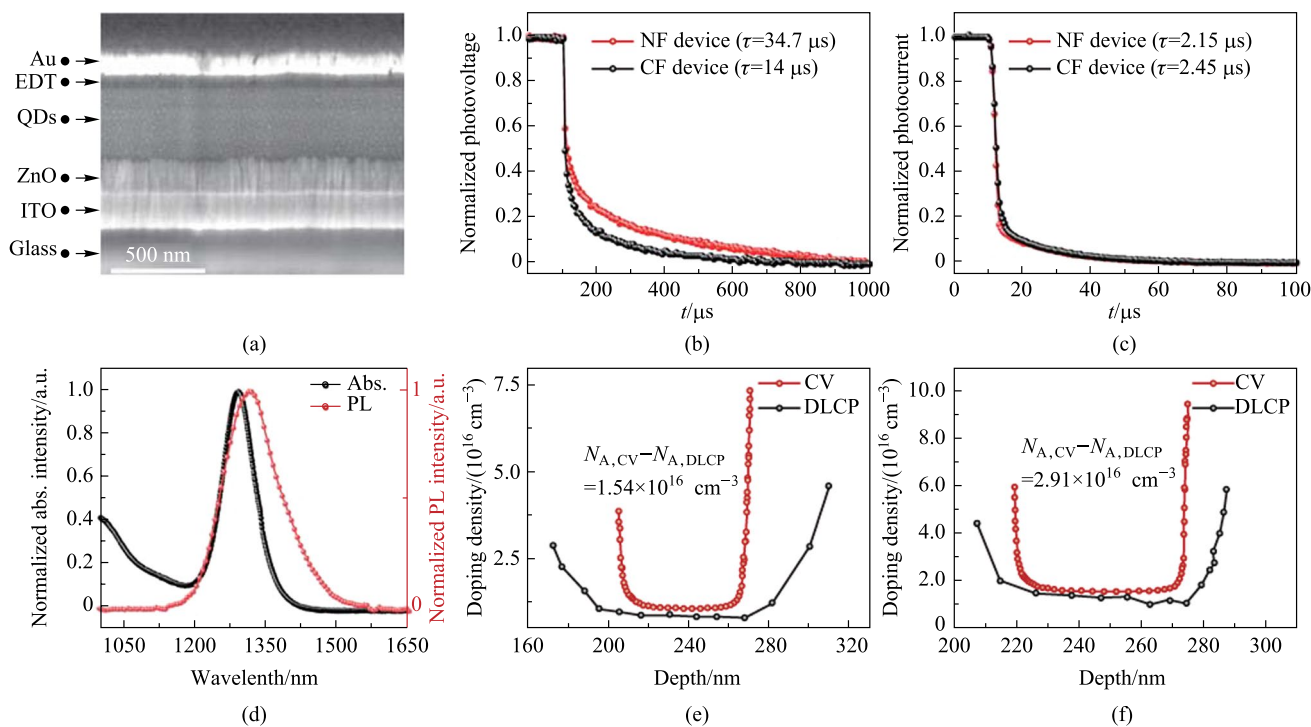 Au
EDT
QDs
ZnO
ITO
Glass
500 nm
(a)
Normalized photovoltage
1.0
0.8
0.6
0.4
0.2
0
NF device (τ=34.7 μs)
CF device (τ=14 μs)
200 400 600 800 1000
t/μs
(b)
Normalized photocurrent
1.0
0.8
0.6
0.4
0.2
0
NF device (τ=2.15 μs)
CF device (τ=2.45 μs)
0 20 40 60 80 100
t/μs
(c)
Normalized abs. intensity/a.u.
1.0
0.8
0.6
0.4
0.2
0
Abs.
PL
1
0
Normalized PL intensity/a.u.
1050 1200 1350 1500 1650
Wavelenth/nm
(d)
Doping density/(10¹⁶ cm⁻³)
7.5
5.0
2.5
CV
DLCP
N_A,CV−N_A,DLCP
=1.54×10¹⁶ cm⁻³
160 200 240 280 320
Depth/nm
(e)
Doping density/(10¹⁶ cm⁻³)
10.0
8.0
6.0
4.0
2.0
0
CV
DLCP
N_A,CV−N_A,DLCP
=2.91×10¹⁶ cm⁻³
200 220 240 260 280 300
Depth/nm
(f)